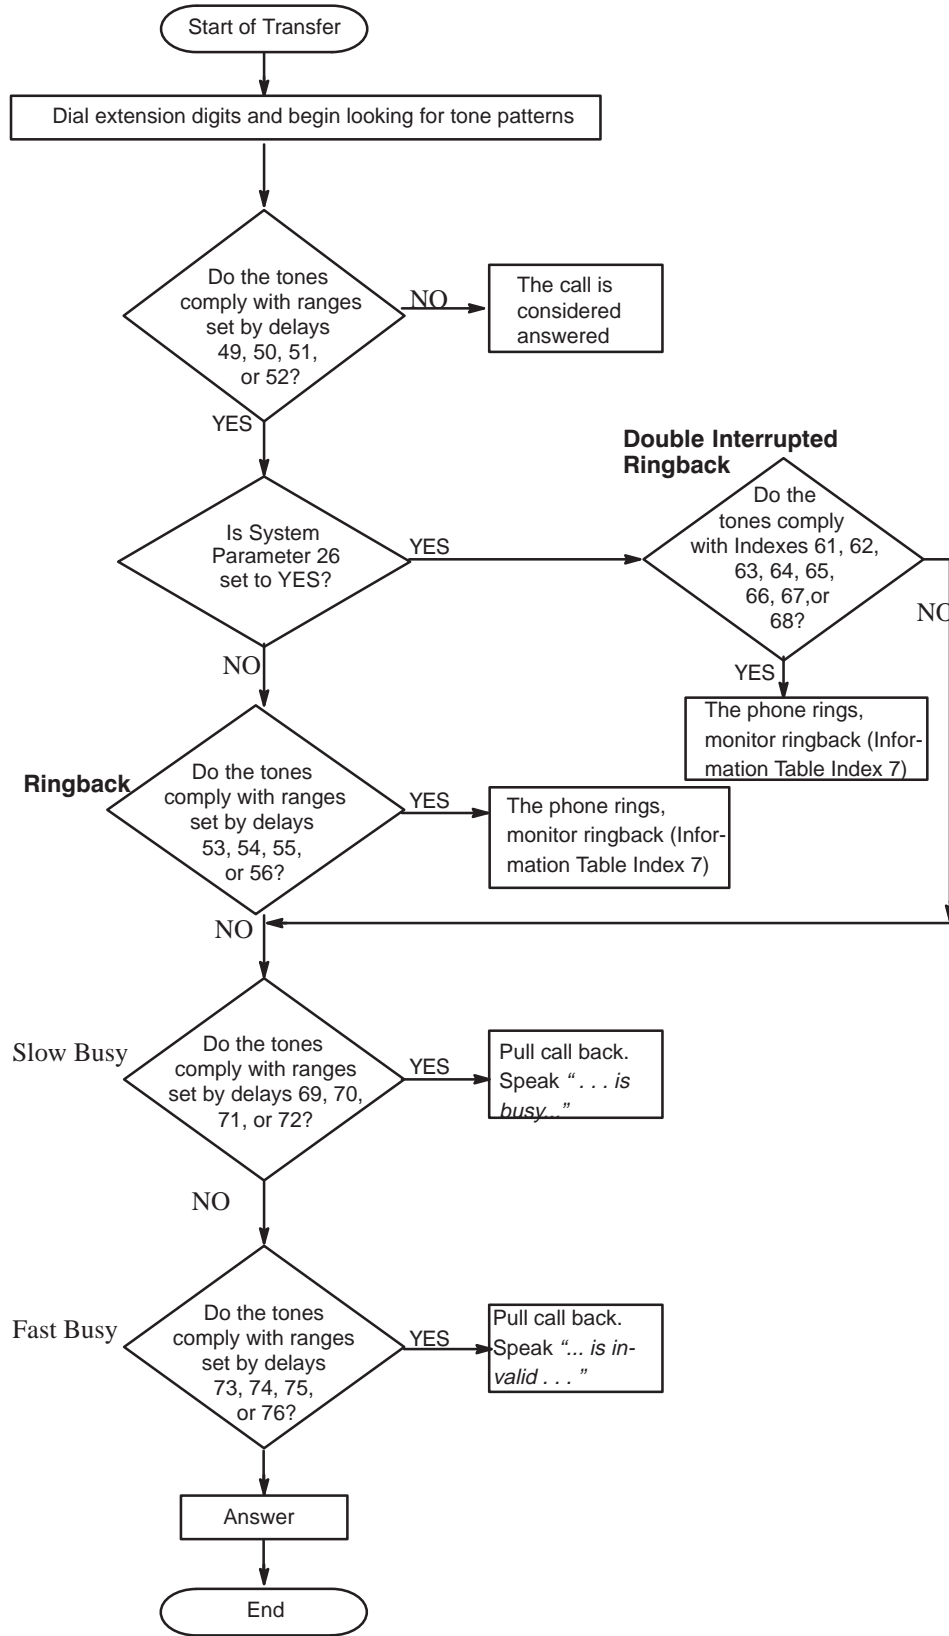 Start of Transfer
Dial extension digits and begin looking for tone patterns
Do the tones
comply with ranges
set by delays
49, 50, 51,
or 52?
NO
The call is
considered
answered
YES
Double Interrupted
Ringback
Is System
Parameter 26
set to YES?
YES
Do the
tones comply
with Indexes 61, 62,
63, 64, 65,
66, 67,or
68?
NO
YES
The phone rings,
monitor ringback (Infor-
mation Table Index 7)
NO
Ringback
Do the tones
comply with ranges
set by delays
53, 54, 55,
or 56?
YES
The phone rings,
monitor ringback (Infor-
mation Table Index 7)
NO
Slow Busy
Do the tones
comply with ranges
set by delays 69, 70,
71, or 72?
YES
Pull call back.
Speak “ . . . is
busy...”
NO
Fast Busy
Do the tones
comply with ranges
set by delays
73, 74, 75,
or 76?
YES
Pull call back.
Speak “... is in-
valid . . . ”
Answer
End